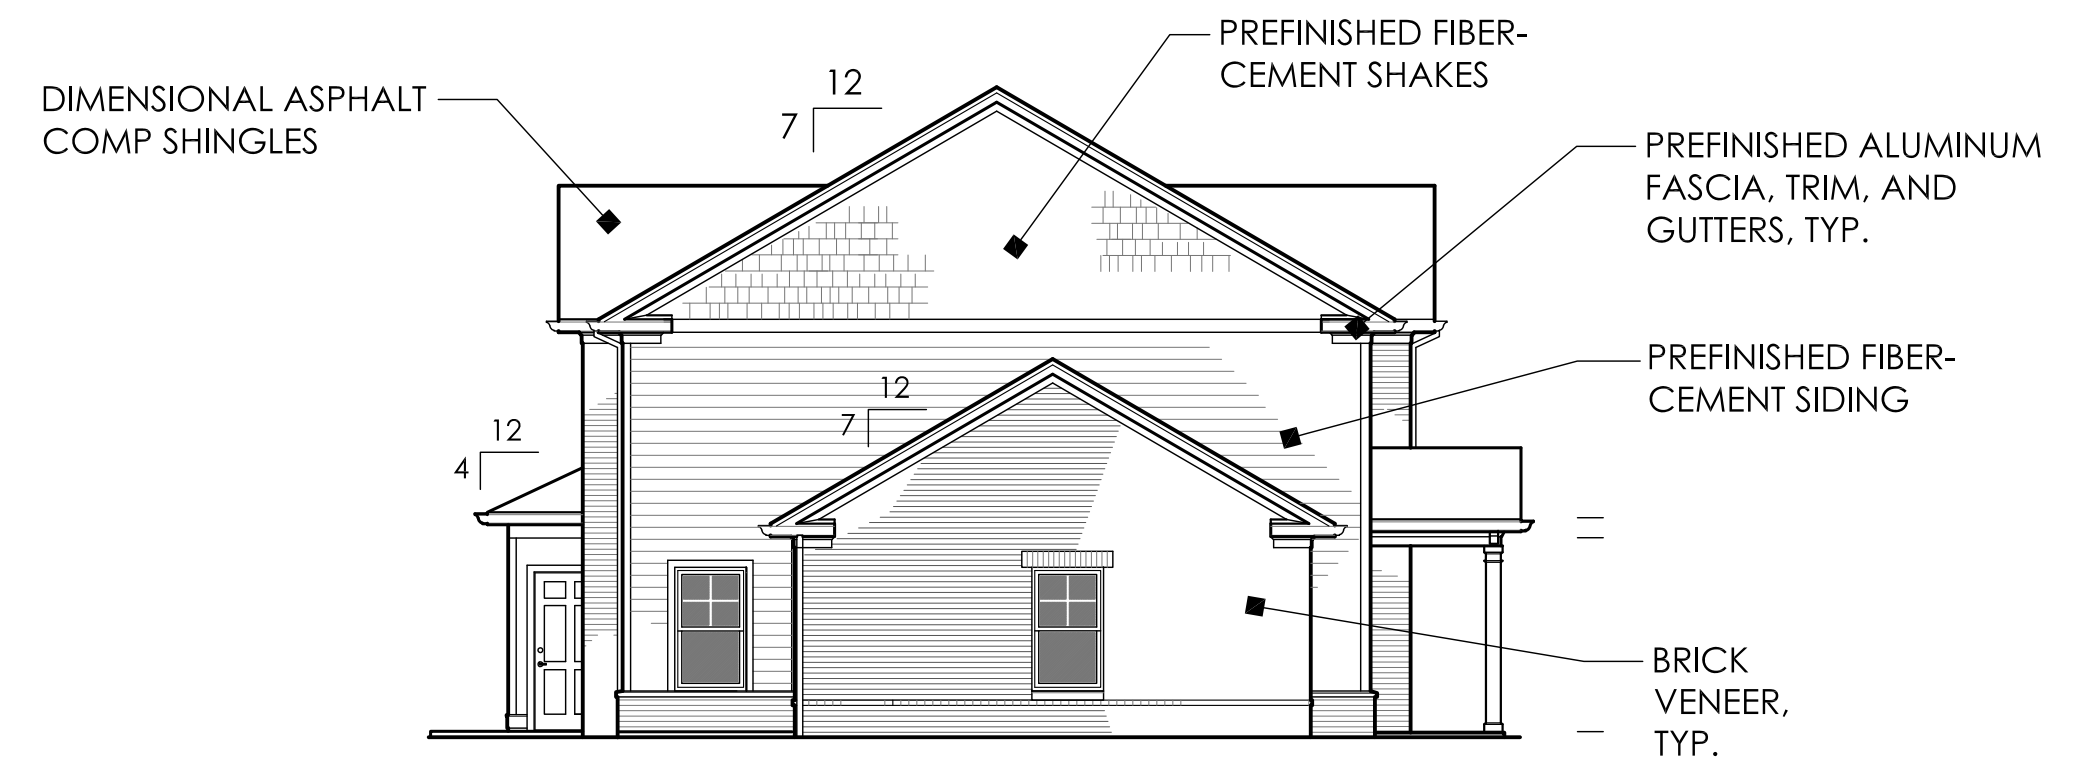 PREFINISHED FIBER-
CEMENT SHAKES
12
7
DIMENSIONAL ASPHALT
COMP SHINGLES
PREFINISHED ALUMINUM
FASCIA, TRIM, AND
GUTTERS, TYP.
PREFINISHED FIBER-
CEMENT SIDING
12
7
12
4
BRICK
VENEER,
TYP.